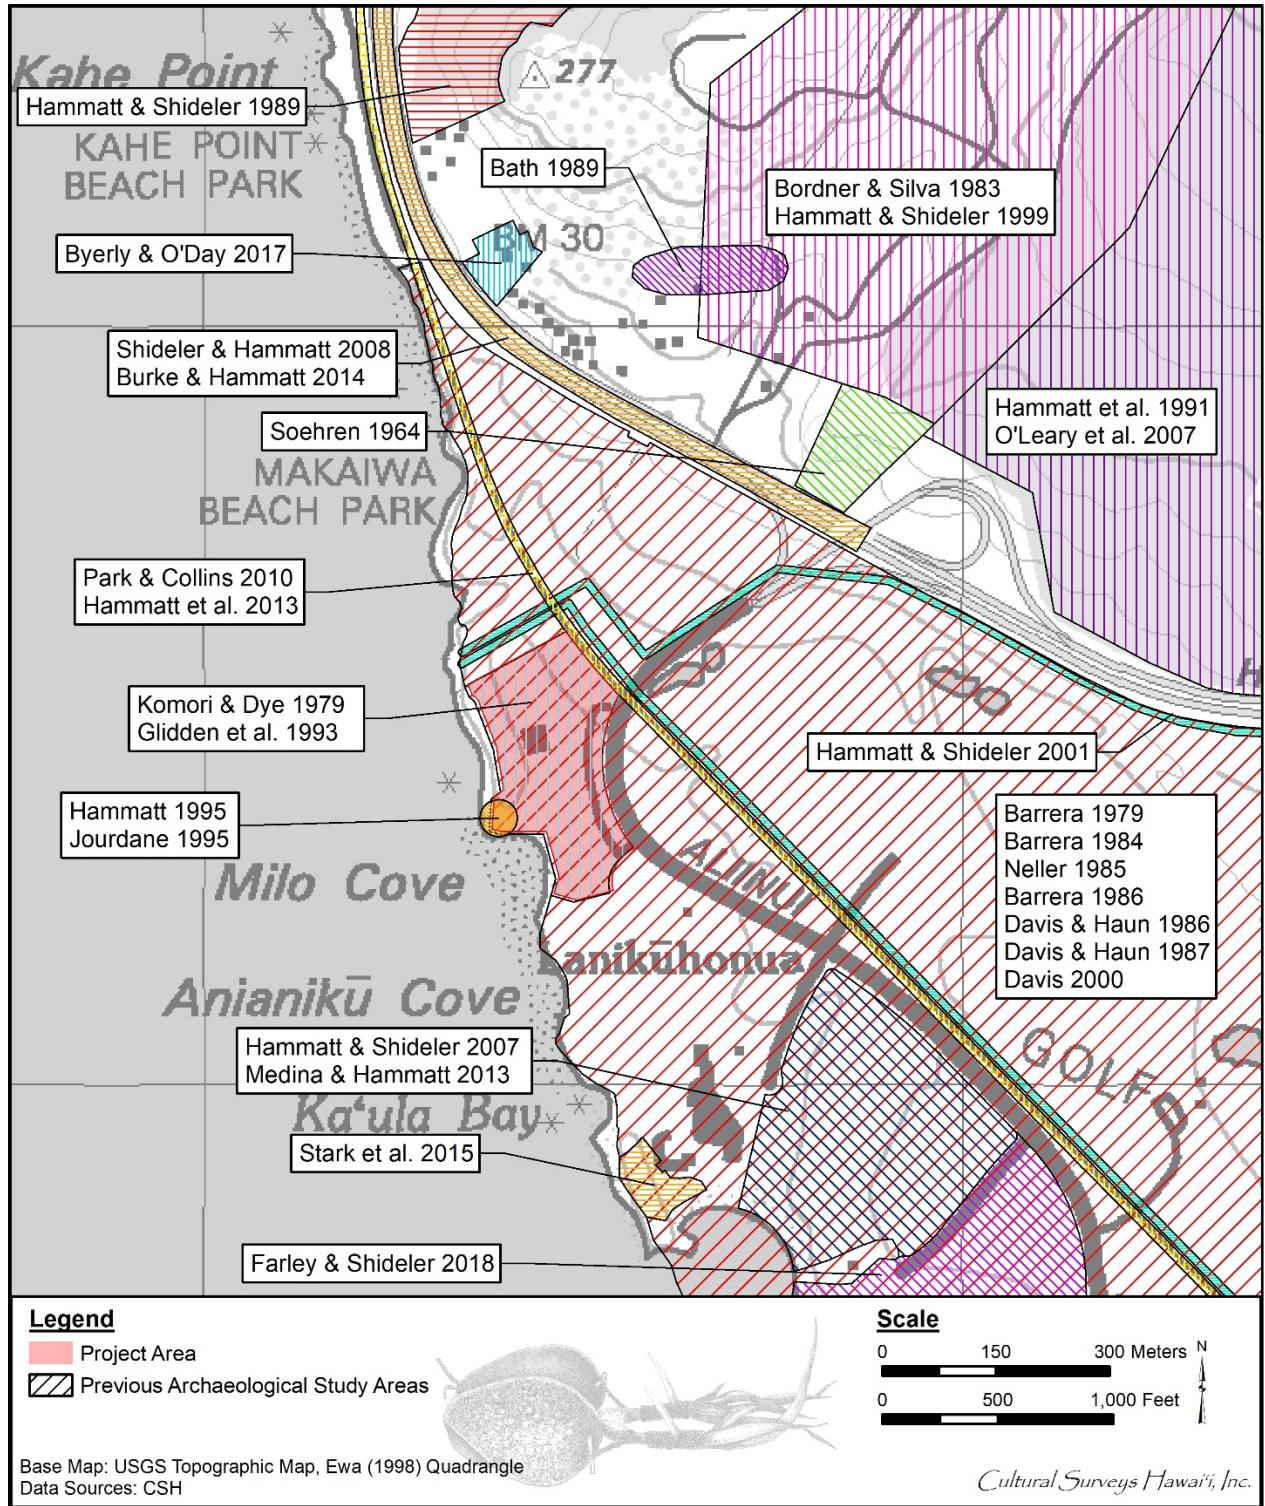 Kahe Point
277
Hammatt & Shideler 1989
KAHE POINT
BEACH PARK
Bath 1989
Bordner & Silva 1983
Hammatt & Shideler 1999
BM 30
Byerly & O'Day 2017
Shideler & Hammatt 2008
Burke & Hammatt 2014
Hammatt et al. 1991
O'Leary et al. 2007
Soehren 1964
MAKAIWA
BEACH PARK
Park & Collins 2010
Hammatt et al. 2013
Komori & Dye 1979
Glidden et al. 1993
Hammatt & Shideler 2001
Hammatt 1995
Jourdane 1995
Barrera 1979
Barrera 1984
Neller 1985
Barrera 1986
Davis & Haun 1986
Davis & Haun 1987
Davis 2000
Milo Cove
ALIINUI
Lanikūhonua
Anianikū Cove
Hammatt & Shideler 2007
Medina & Hammatt 2013
GOLF
Kaʻula Bay
Stark et al. 2015
Farley & Shideler 2018
Legend
Project Area
Previous Archaeological Study Areas
Scale
0 150 300 Meters
N
0 500 1,000 Feet
Base Map: USGS Topographic Map, Ewa (1998) Quadrangle
Data Sources: CSH
Cultural Surveys Hawaiʻi, Inc.